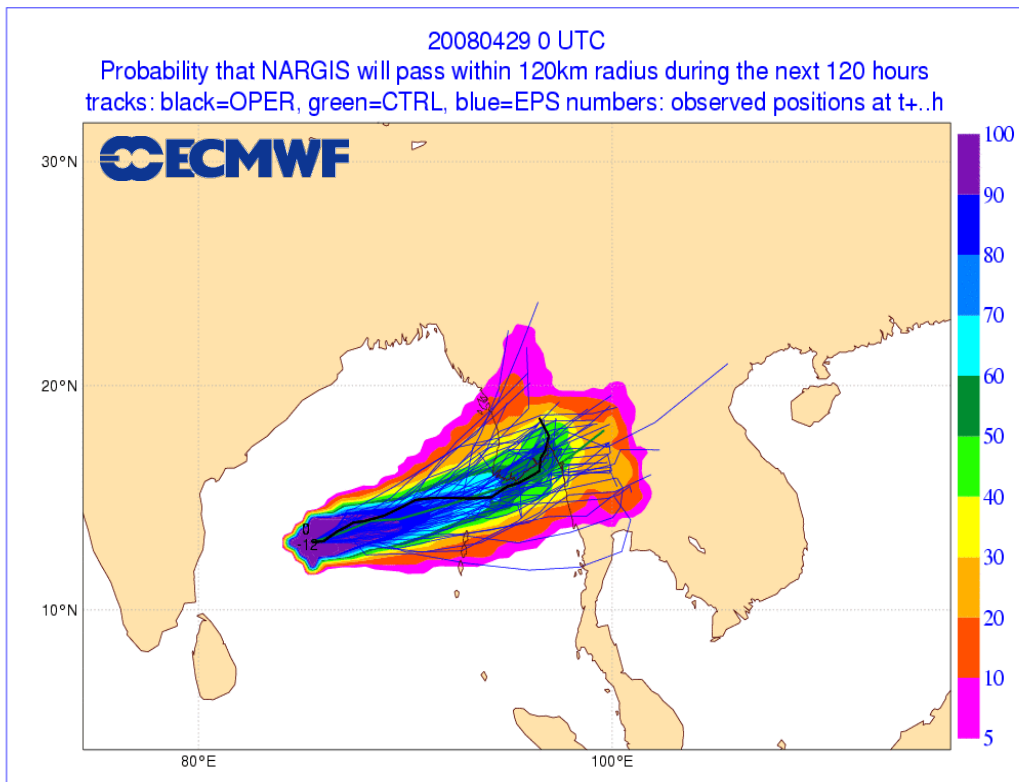 20080429 0 UTC
Probability that NARGIS will pass within 120km radius during the next 120 hours
tracks: black=OPER, green=CTRL, blue=EPS numbers: observed positions at t+..h
ECMWF
100
30°N
90
80
70
60
20°N
50
40
0
-12
30
10°N
20
10
5
80°E
100°E